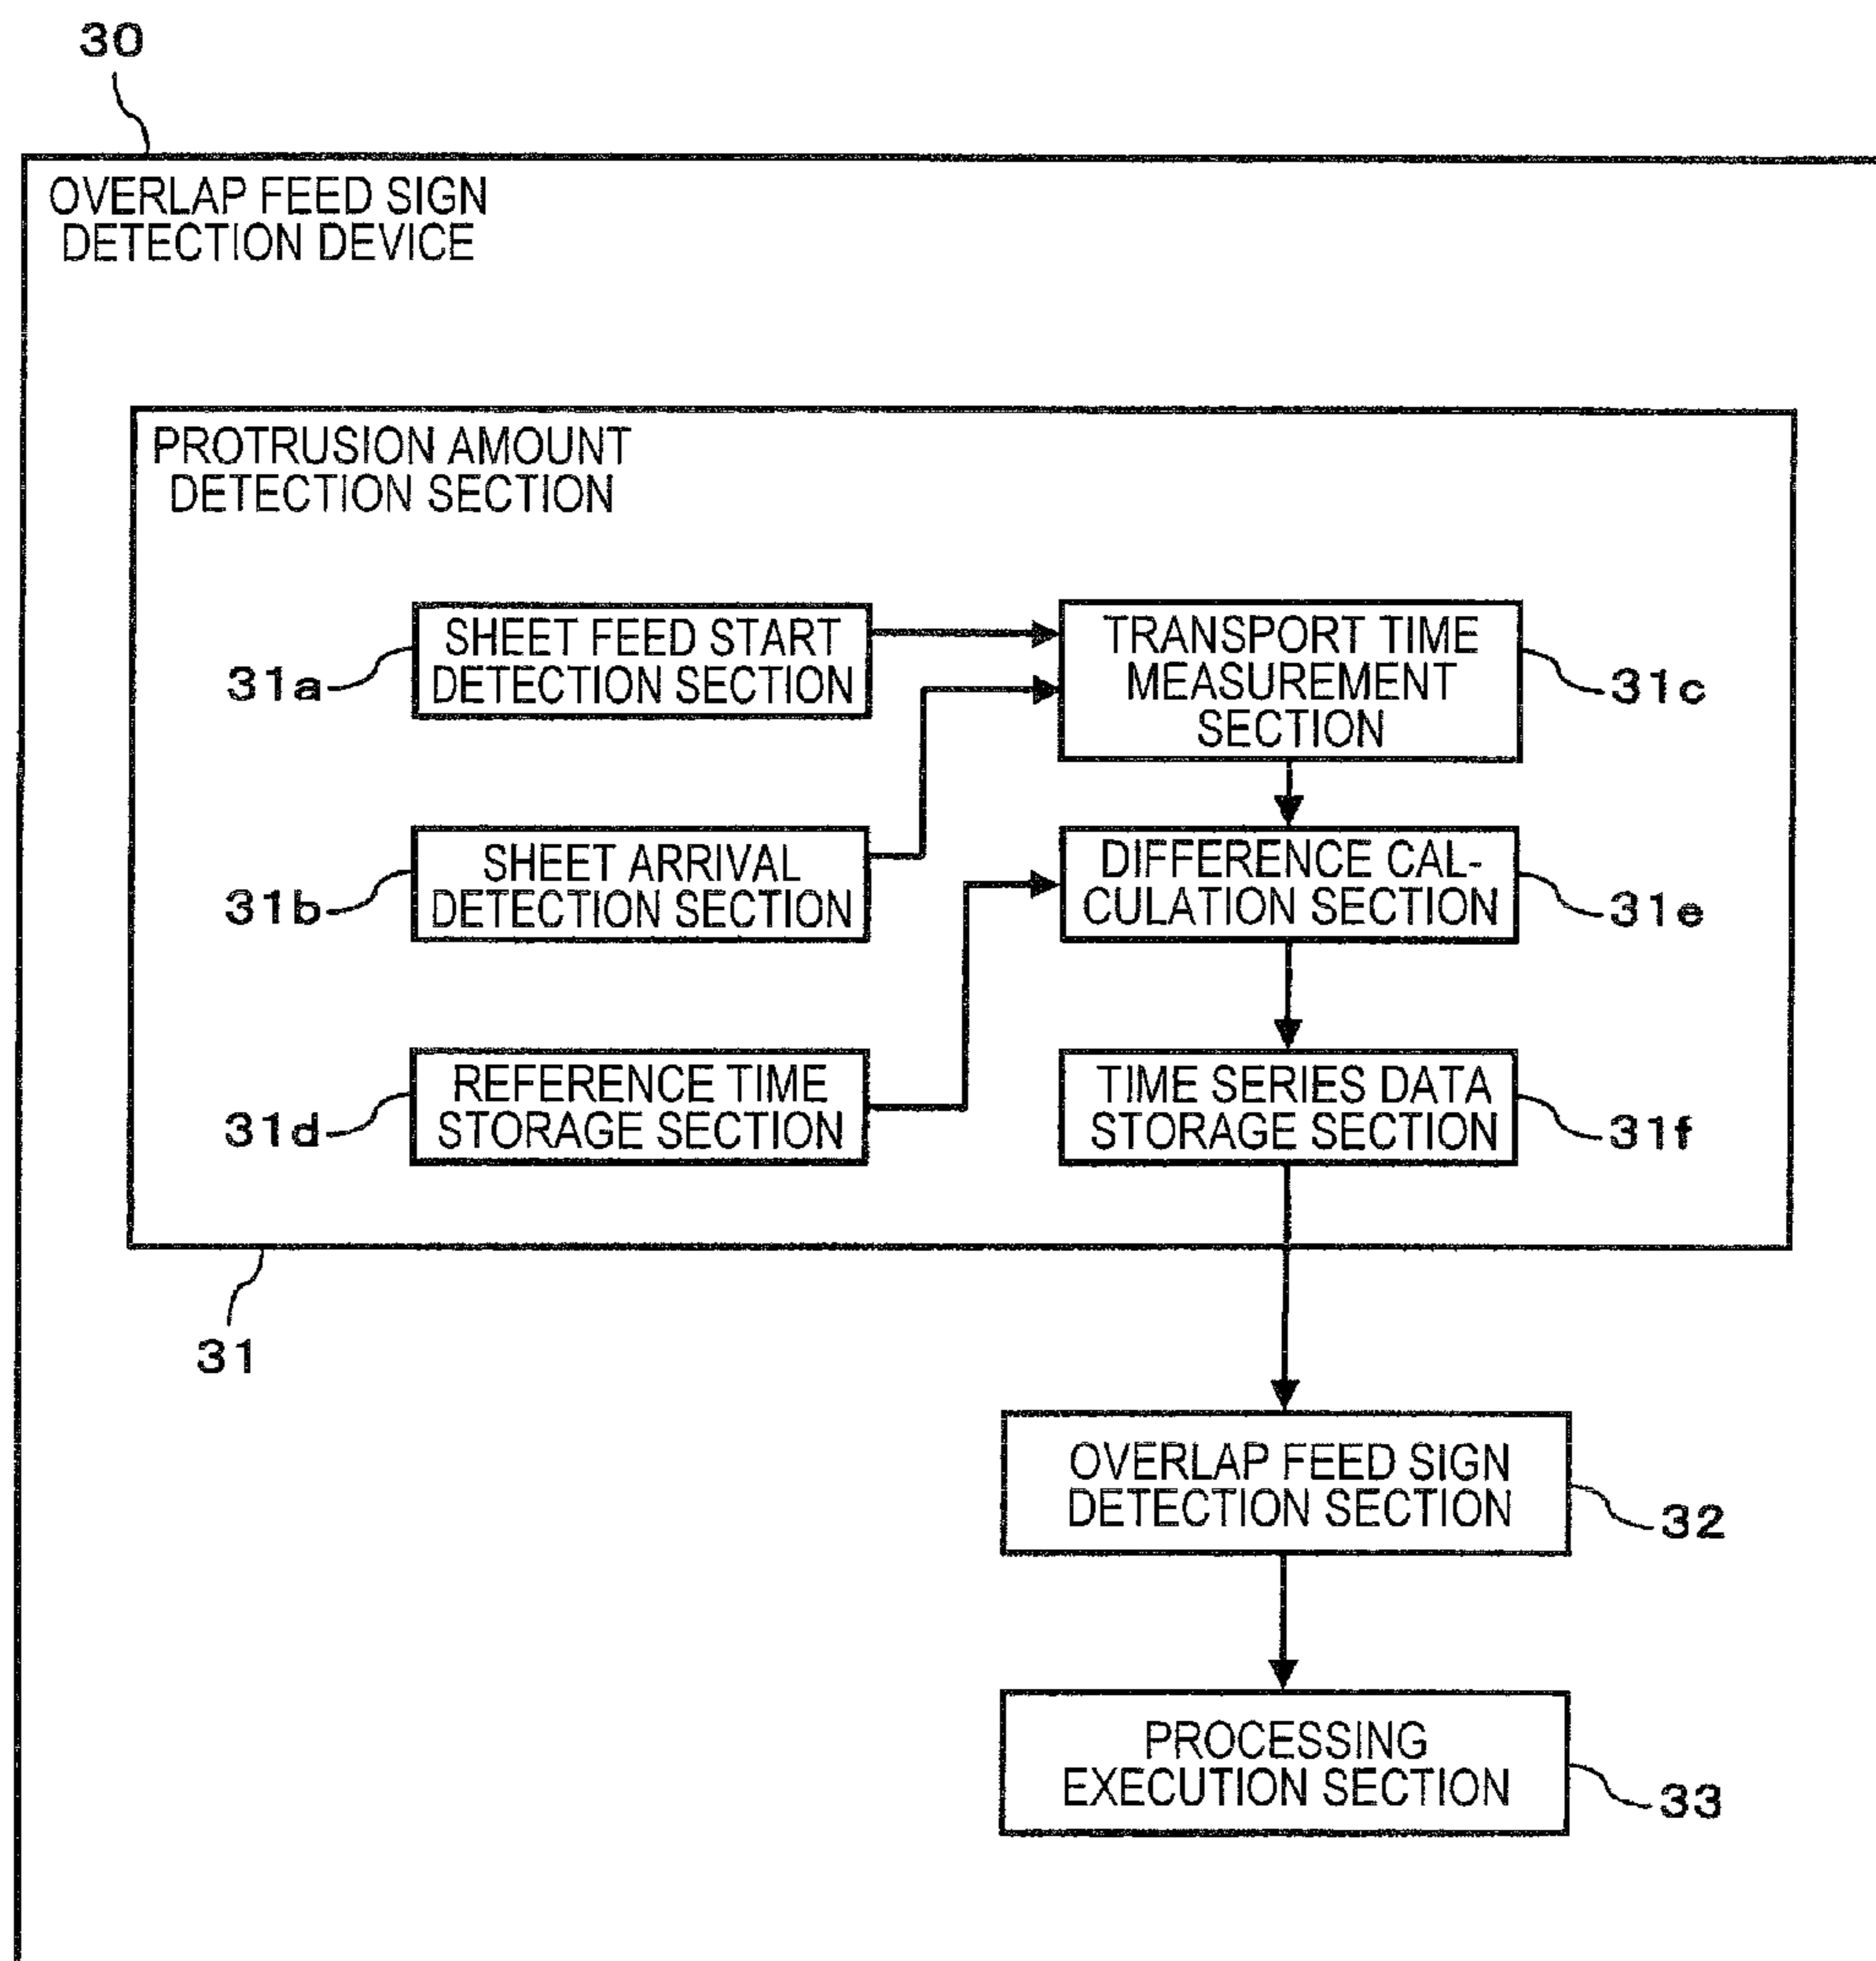 30
OVERLAP FEED SIGN
DETECTION DEVICE
PROTRUSION AMOUNT
DETECTION SECTION
SHEET FEED START
DETECTION SECTION
31a
TRANSPORT TIME
MEASUREMENT
SECTION
31c
SHEET ARRIVAL
DETECTION SECTION
31b
DIFFERENCE CAL-
CULATION SECTION
31e
REFERENCE TIME
STORAGE SECTION
31d
TIME SERIES DATA
STORAGE SECTION
31f
31
OVERLAP FEED SIGN
DETECTION SECTION
32
PROCESSING
EXECUTION SECTION
33